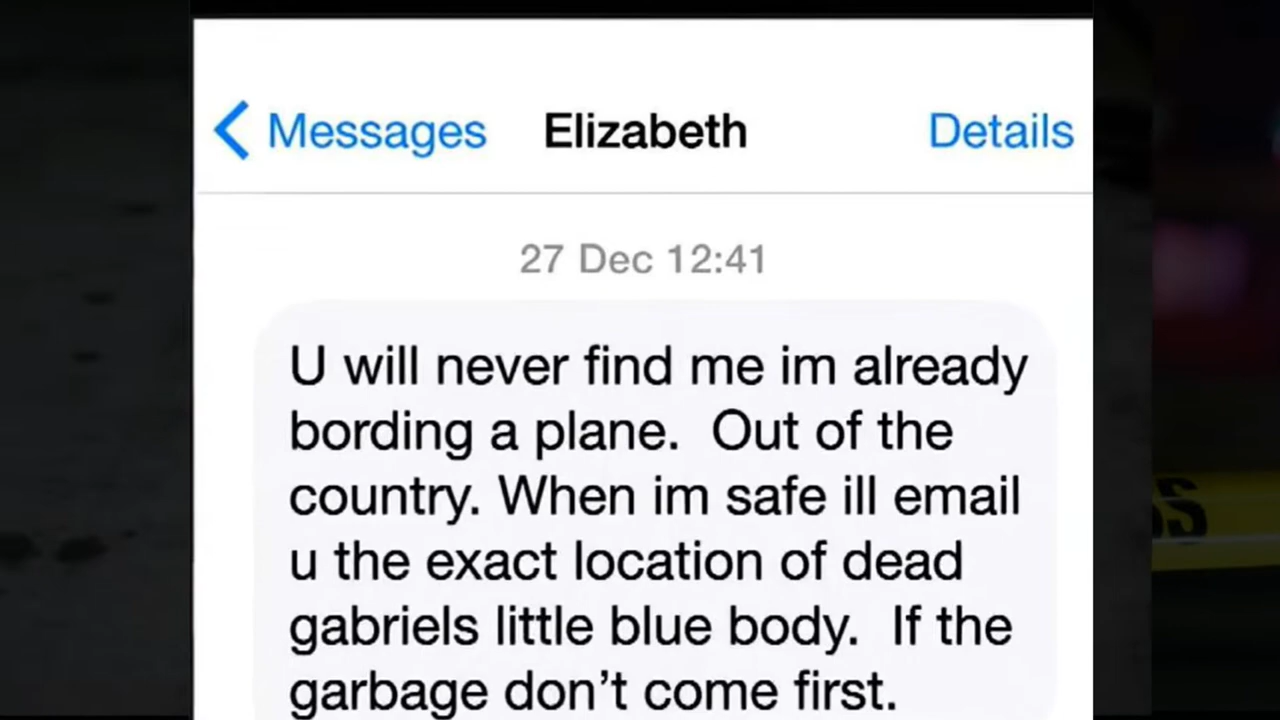 Messages Elizabeth Details
27 Dec 12:41
U will never find me im already
bording a plane.  Out of the
country. When im safe ill email
u the exact location of dead
gabriels little blue body.  If the
garbage don’t come first.